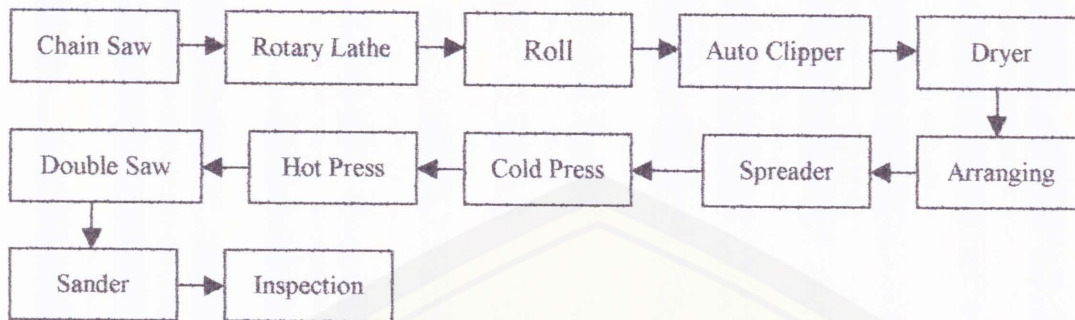 Chain Saw Rotary Lathe Roll Auto Clipper Dryer
Double Saw Hot Press Cold Press Spreader Arranging
Sander Inspection